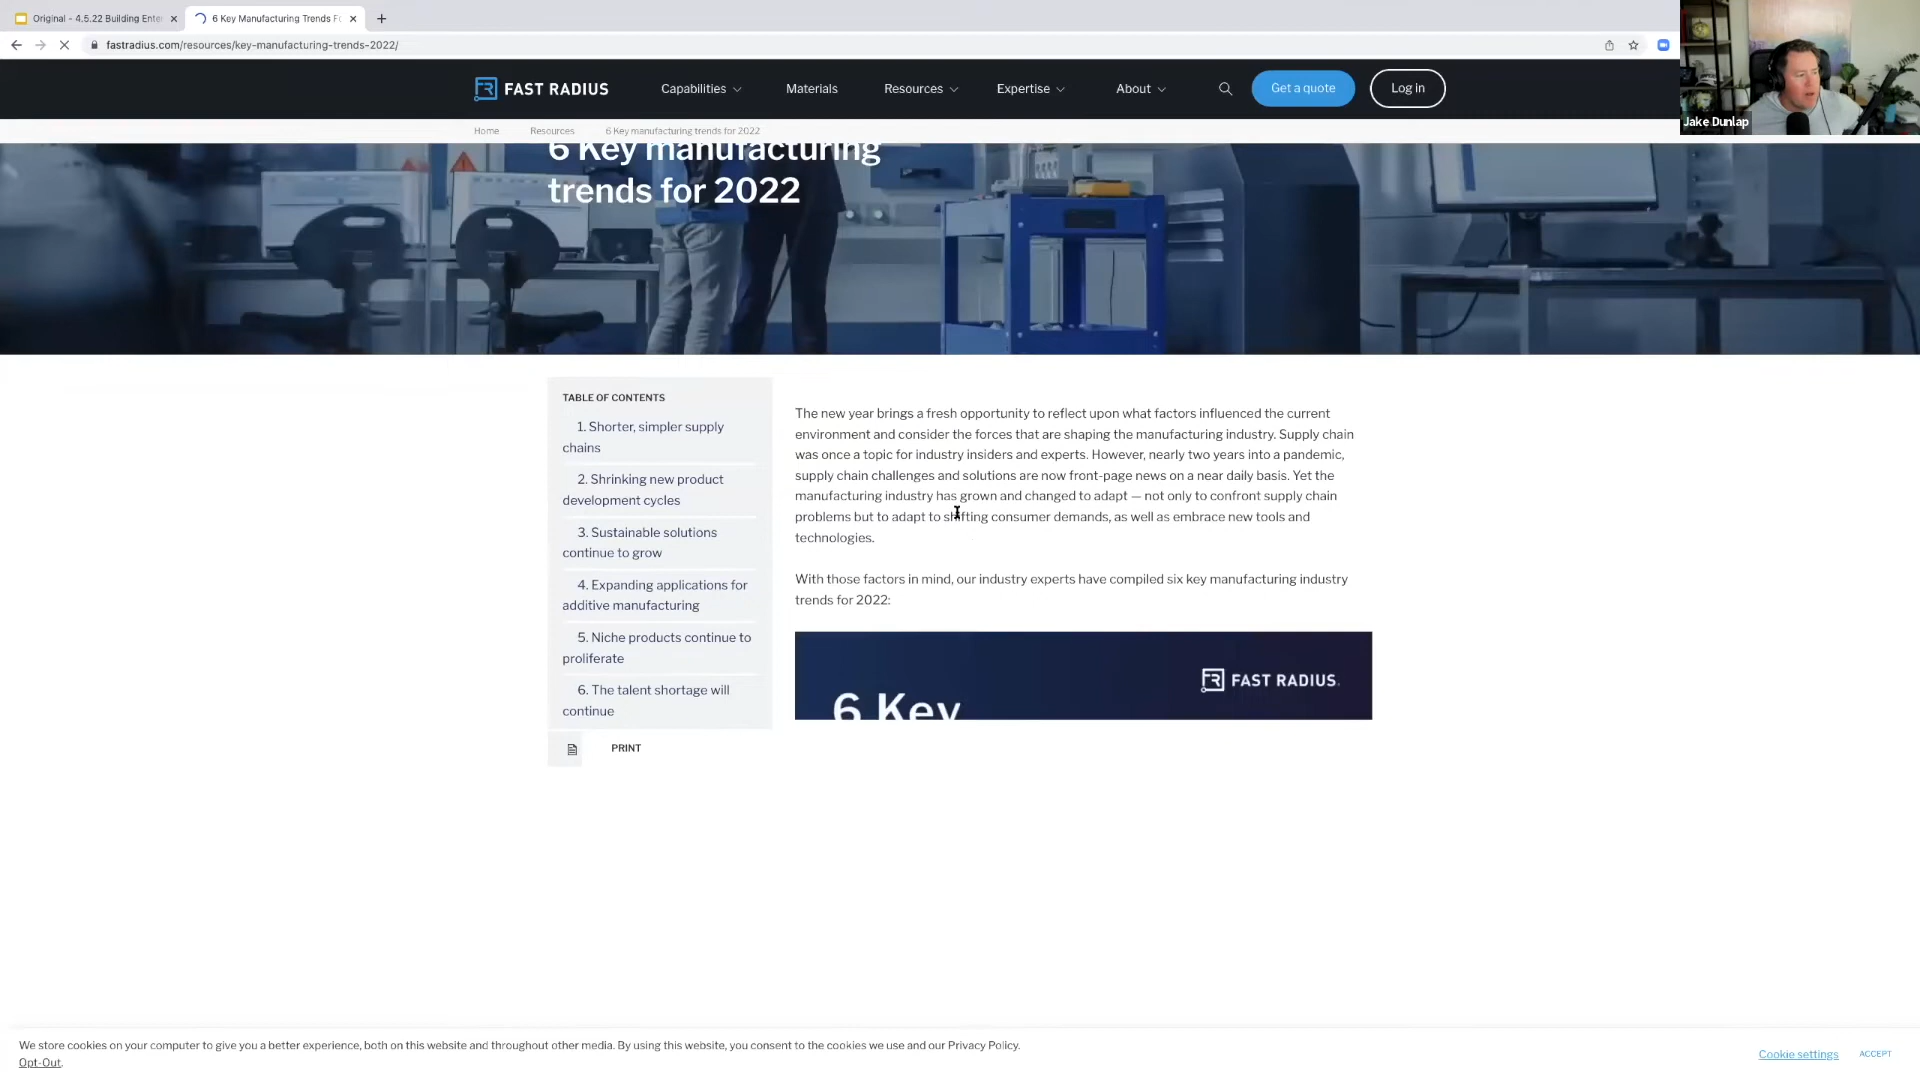 Original - 4.5.22 Building Enter
6 Key Manufacturing Trends Fo
fastradius.com/resources/key-manufacturing-trends-2022/
FAST RADIUS
Capabilities
Materials
Resources
Expertise
About
Get a quote
Log in
Jake Dunlap
Home
Resources
6 Key manufacturing trends for 2022
6 Key manufacturing
trends for 2022
TABLE OF CONTENTS
1. Shorter, simpler supply
chains
2. Shrinking new product
development cycles
3. Sustainable solutions
continue to grow
4. Expanding applications for
additive manufacturing
5. Niche products continue to
proliferate
6. The talent shortage will
continue
PRINT
The new year brings a fresh opportunity to reflect upon what factors influenced the current
environment and consider the forces that are shaping the manufacturing industry. Supply chain
was once a topic for industry insiders and experts. However, nearly two years into a pandemic,
supply chain challenges and solutions are now front-page news on a near daily basis. Yet the
manufacturing industry has grown and changed to adapt — not only to confront supply chain
problems but to adapt to shifting consumer demands, as well as embrace new tools and
technologies.
With those factors in mind, our industry experts have compiled six key manufacturing industry
trends for 2022:
FAST RADIUS.
6 Key
We store cookies on your computer to give you a better experience, both on this website and throughout other media. By using this website, you consent to the cookies we use and our Privacy Policy.
Opt-Out.
Cookie settings
ACCEPT